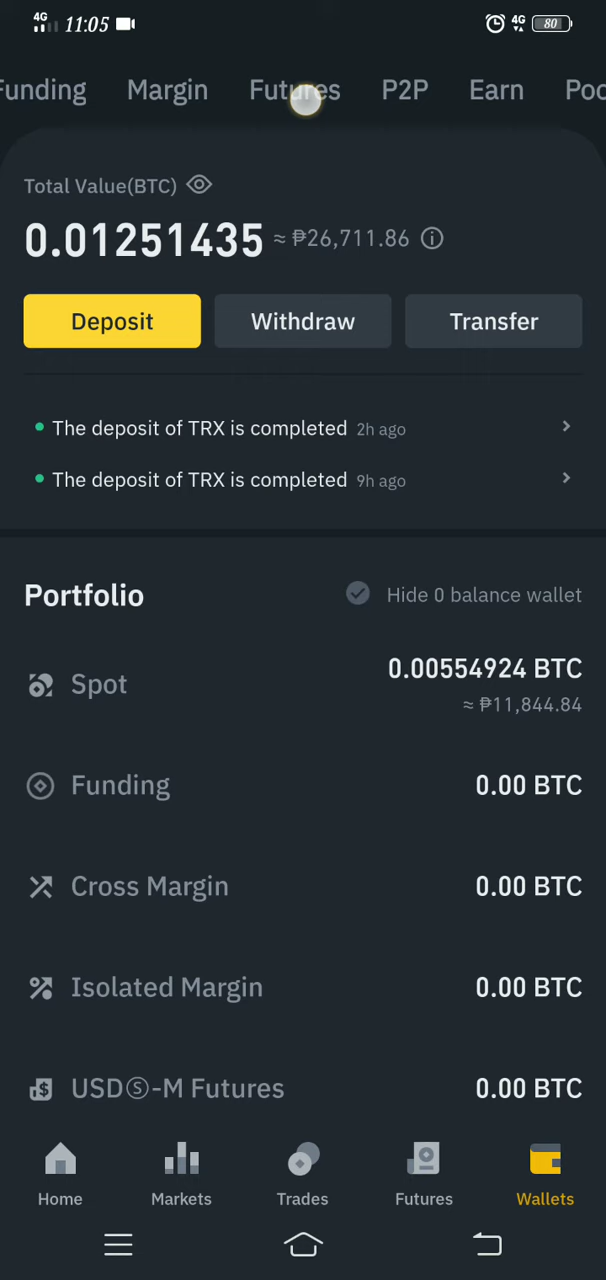 4G 11:05 4G 80
Funding Margin Futures P2P Earn Poo
Total Value(BTC)
0.01251435 ≈ ₱26,711.86
Deposit Withdraw Transfer
The deposit of TRX is completed 2h ago
The deposit of TRX is completed 9h ago
Portfolio Hide 0 balance wallet
Spot 0.00554924 BTC
≈ ₱11,844.84
Funding 0.00 BTC
Cross Margin 0.00 BTC
Isolated Margin 0.00 BTC
USDⓈ-M Futures 0.00 BTC
Home Markets Trades Futures Wallets